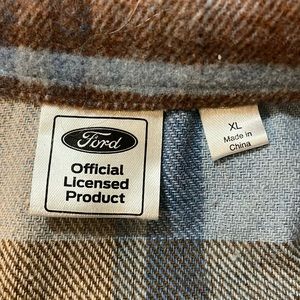 Ford
Official
Licensed
Product
XL
Made in
China